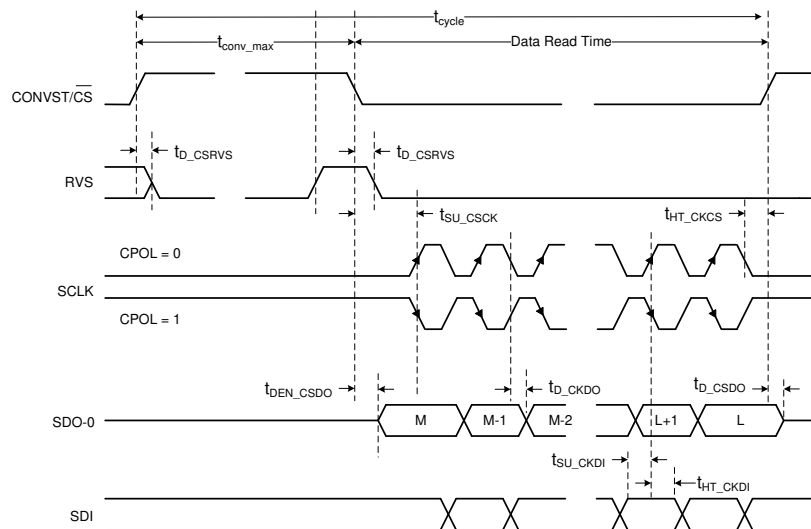 tcycle
tconv_max
Data Read Time
CONVST/CS
tD_CSRVS
tD_CSRVS
RVS
tSU_CSCK
tHT_CKCS
CPOL = 0
SCLK
CPOL = 1
tDEN_CSDO
tD_CKDO
tD_CSDO
SDO-0
M
M-1
M-2
L+1
L
tSU_CKDI
tHT_CKDI
SDI